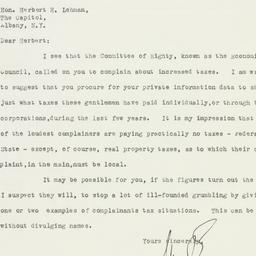 Hon. Herbert H. Lehman,
The Capitol,
Albany, N.Y.
Dear Herbert:
I see that the Committee of Eighty, known as the Econom
Council, called on you to complain about increased taxes. I am w
to suggest that you procure for your private information data to s
just what taxes these gentlemen have paid individually,or through t
corporations,during the last few years. It is my impression that
of the loudest complainers are paying practically no taxes - Feder
State - except, of course, real property taxes, as to which their c
plaint,in the main,must be local.
It may be possible for you, if the figures turn out the
I suspect they will, to stop a lot of ill-founded grumbling by givi
one or two examples of complainants tax situations. This can be
without divulging names.
Yours sincerely,